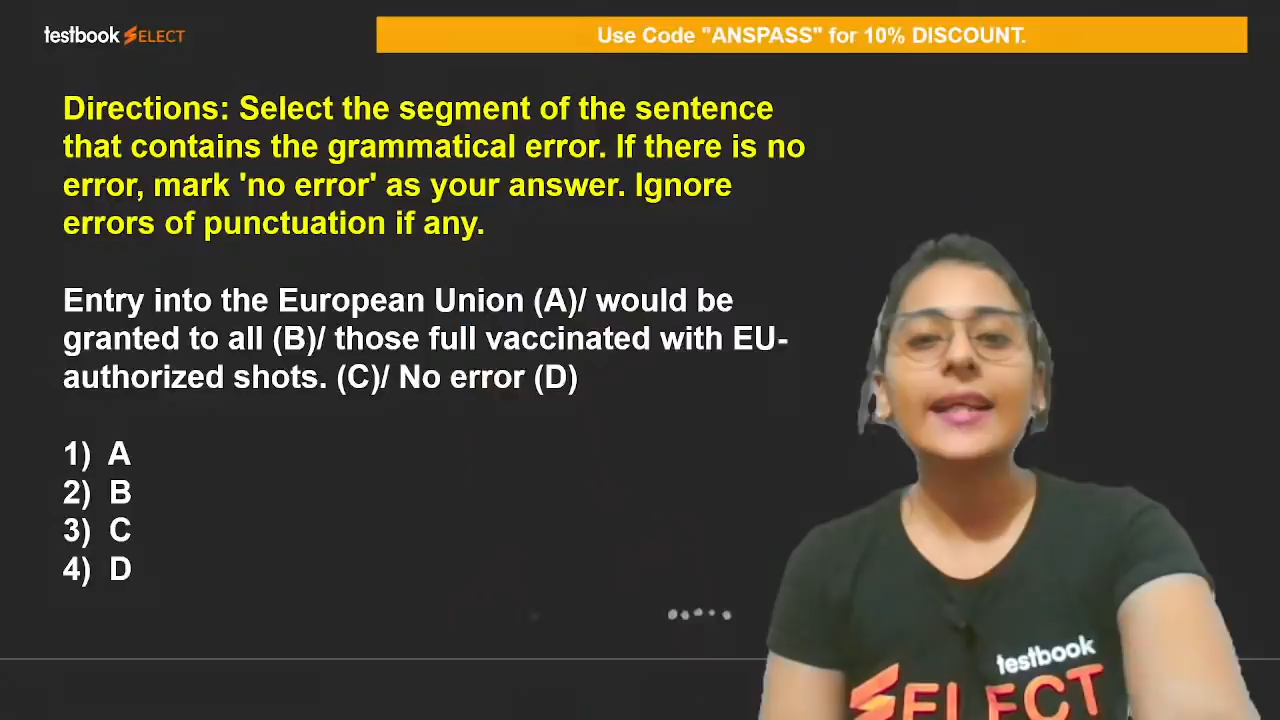 testbook SELECT
Use Code "ANSPASS" for 10% DISCOUNT.
Directions: Select the segment of the sentence
that contains the grammatical error. If there is no
error, mark 'no error' as your answer. Ignore
errors of punctuation if any.
Entry into the European Union (A)/ would be
granted to all (B)/ those full vaccinated with EU-
authorized shots. (C)/ No error (D)
1) A
2) B
3) C
4) D
testbook
SELECT